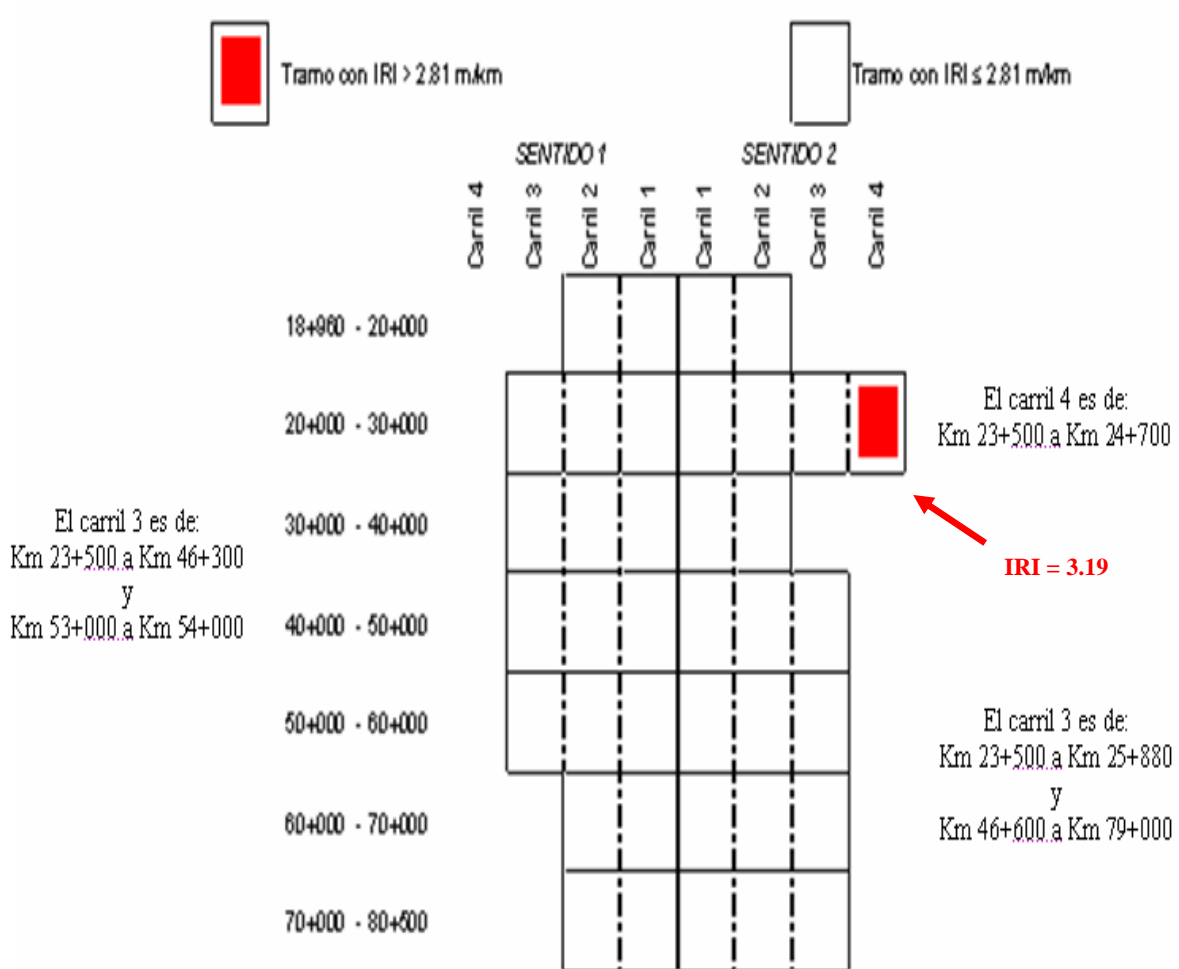 Tramo con IRI > 2.81 m/km
Tramo con IRI ≤ 2.81 m/km
SENTIDO 1
SENTIDO 2
Carril 4
Carril 3
Carril 2
Carril 1
Carril 1
Carril 2
Carril 3
Carril 4
18+960 - 20+000
20+000 - 30+000
El carril 4 es de:
Km 23+500 a Km 24+700
30+000 - 40+000
IRI = 3.19
El carril 3 es de:
Km 23+500 a Km 46+300
y
Km 53+000 a Km 54+000
40+000 - 50+000
50+000 - 60+000
El carril 3 es de:
Km 23+500 a Km 25+880
y
Km 46+600 a Km 79+000
60+000 - 70+000
70+000 - 80+500